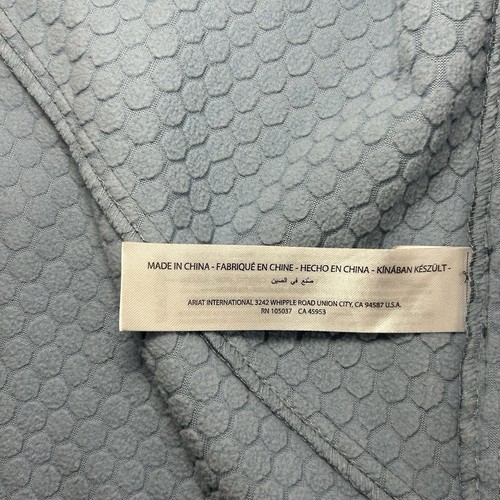 MADE IN CHINA - FABRIQUÉ EN CHINE - HECHO EN CHINA - KÍNÁBAN KÉSZÜLT -
صنع في الصين
ARIAT INTERNATIONAL 3242 WHIPPLE ROAD UNION CITY, CA 94587 U.S.A.
RN 105037 CA 45953